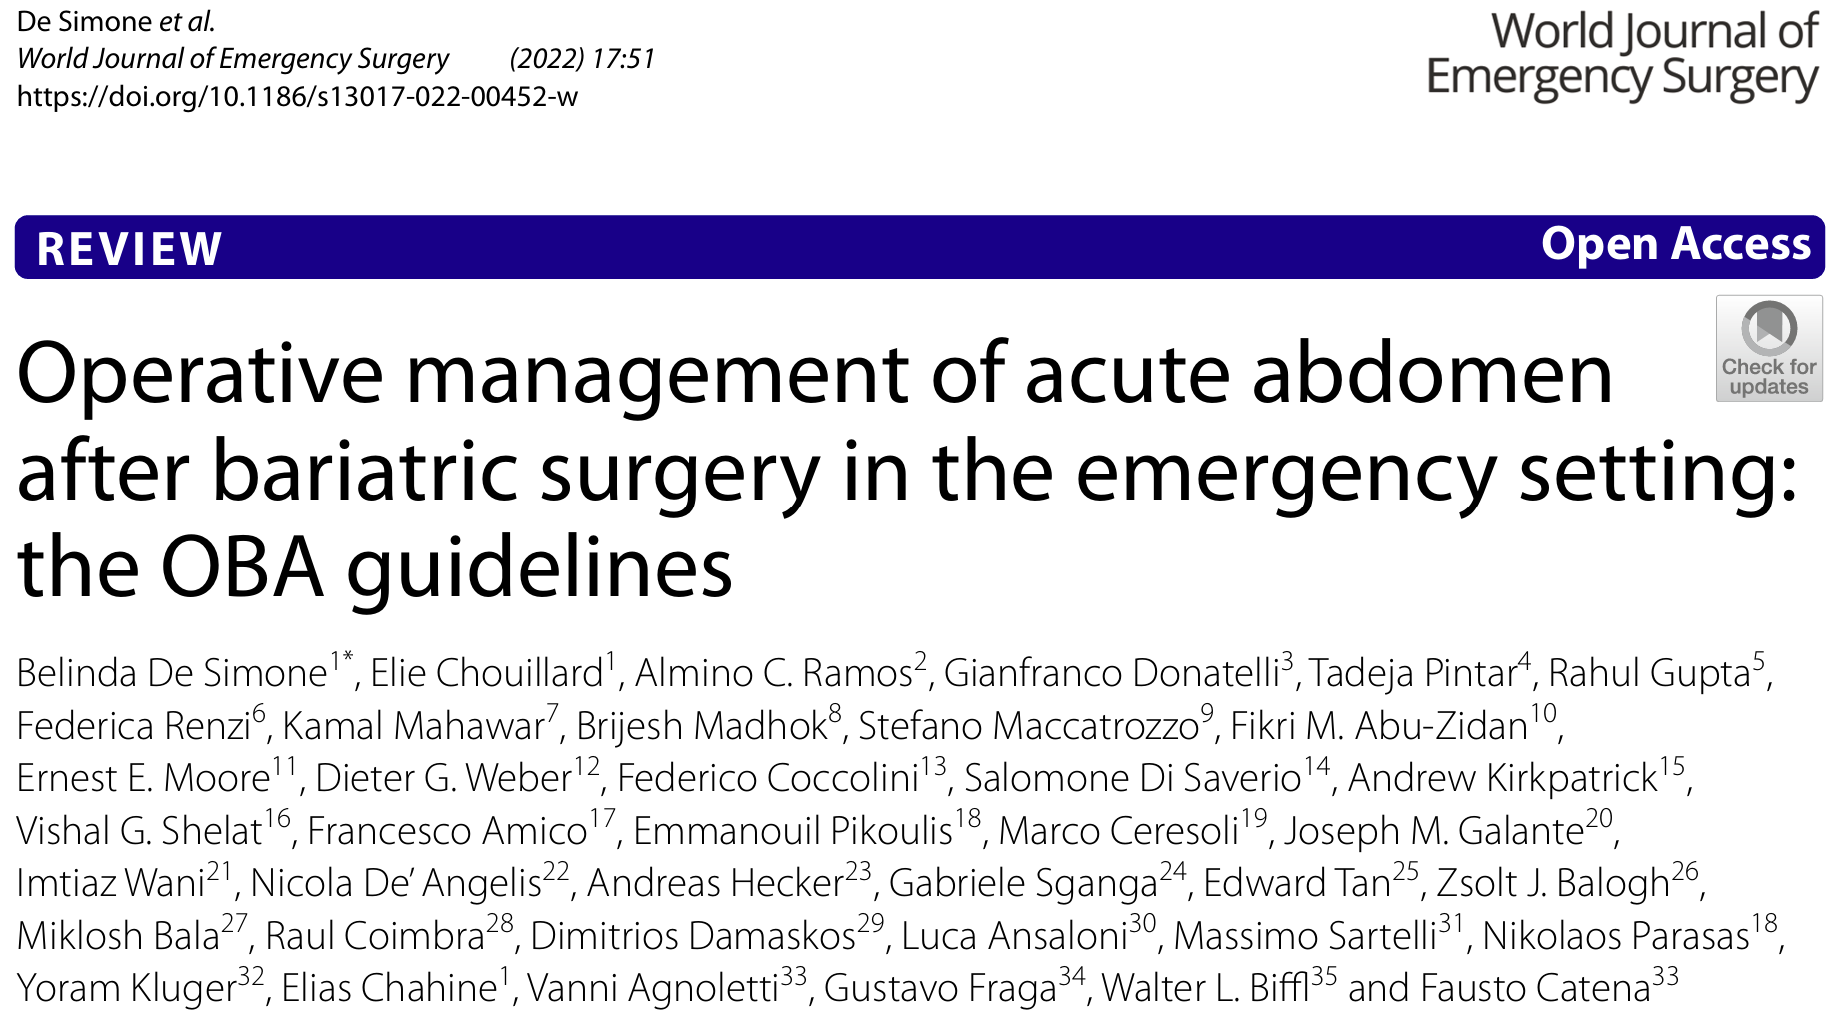 De Simone et al.
World Journal of Emergency Surgery (2022) 17:51
https://doi.org/10.1186/s13017-022-00452-w
World Journal of
Emergency Surgery
REVIEW
Open Access
Check for
updates
Operative management of acute abdomen
after bariatric surgery in the emergency setting:
the OBA guidelines
Belinda De Simone1*, Elie Chouillard1, Almino C. Ramos2, Gianfranco Donatelli3, Tadeja Pintar4, Rahul Gupta5,
Federica Renzi6, Kamal Mahawar7, Brijesh Madhok8, Stefano Maccatrozzo9, Fikri M. Abu-Zidan10,
Ernest E. Moore11, Dieter G. Weber12, Federico Coccolini13, Salomone Di Saverio14, Andrew Kirkpatrick15,
Vishal G. Shelat16, Francesco Amico17, Emmanouil Pikoulis18, Marco Ceresoli19, Joseph M. Galante20,
Imtiaz Wani21, Nicola De’ Angelis22, Andreas Hecker23, Gabriele Sganga24, Edward Tan25, Zsolt J. Balogh26,
Miklosh Bala27, Raul Coimbra28, Dimitrios Damaskos29, Luca Ansaloni30, Massimo Sartelli31, Nikolaos Parasas18,
Yoram Kluger32, Elias Chahine1, Vanni Agnoletti33, Gustavo Fraga34, Walter L. Biffl35 and Fausto Catena33